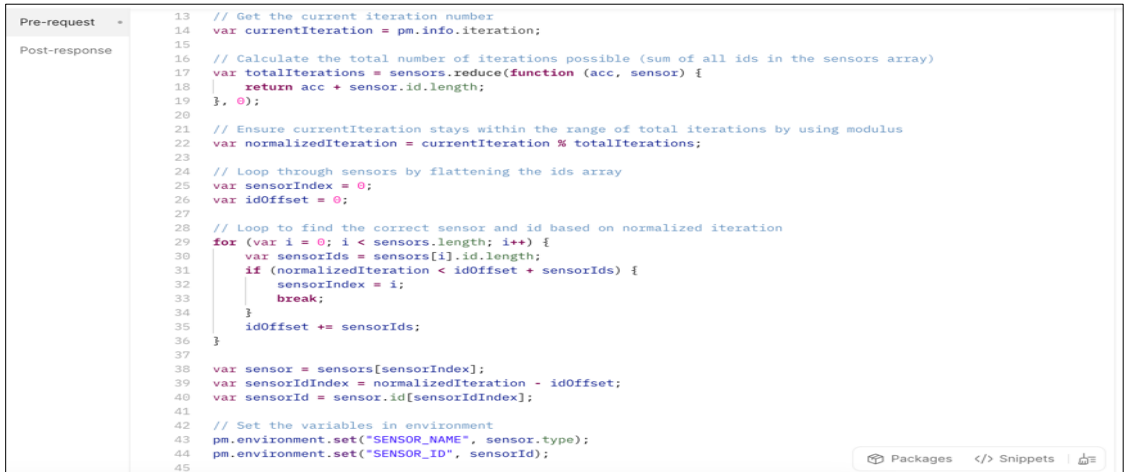 Pre-request
Post-response
13 // Get the current iteration number
14 var currentIteration = pm.info.iteration;
15
16 // Calculate the total number of iterations possible (sum of all ids in the sensors array)
17 var totalIterations = sensors.reduce(function (acc, sensor) {
18     return acc + sensor.id.length;
19 }, 0);
20
21 // Ensure currentIteration stays within the range of total iterations by using modulus
22 var normalizedIteration = currentIteration % totalIterations;
23
24 // Loop through sensors by flattening the ids array
25 var sensorIndex = 0;
26 var idOffset = 0;
27
28 // Loop to find the correct sensor and id based on normalized iteration
29 for (var i = 0; i < sensors.length; i++) {
30     var sensorIds = sensors[i].id.length;
31     if (normalizedIteration < idOffset + sensorIds) {
32         sensorIndex = i;
33         break;
34     }
35     idOffset += sensorIds;
36 }
37
38 var sensor = sensors[sensorIndex];
39 var sensorIdIndex = normalizedIteration - idOffset;
40 var sensorId = sensor.id[sensorIdIndex];
41
42 // Set the variables in environment
43 pm.environment.set("SENSOR_NAME", sensor.type);
44 pm.environment.set("SENSOR_ID", sensorId);
45
Packages </> Snippets